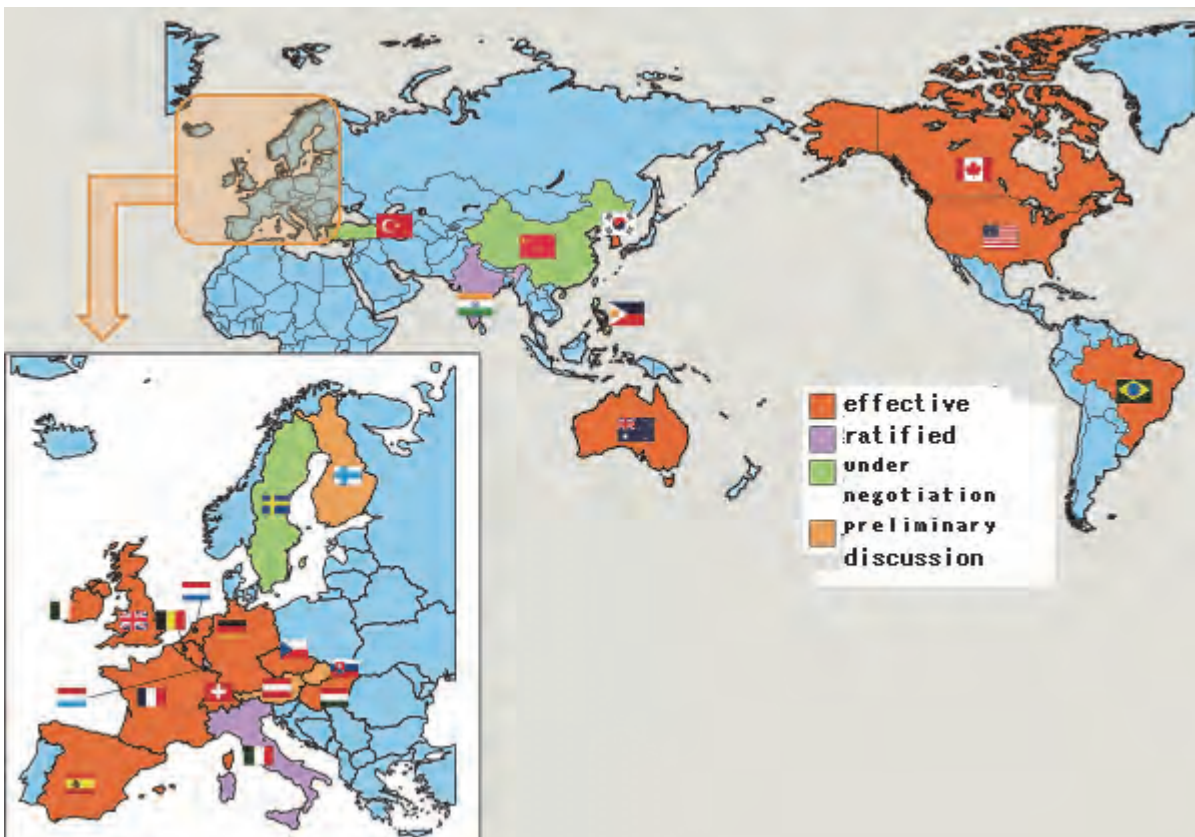 effective
ratified
under
negotiation
preliminary
discussion